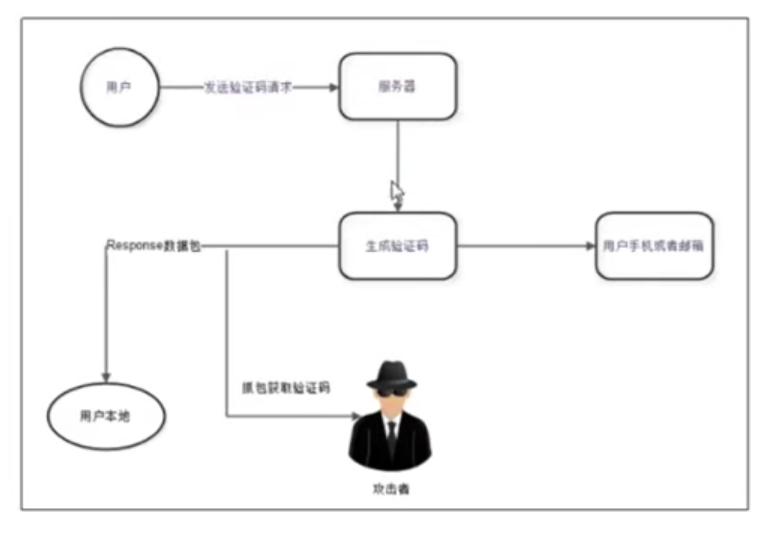 用户
发送验证码请求
服务器
Response数据包
生成验证码
用户手机或者邮箱
抓包获取验证码
用户本地
攻击者